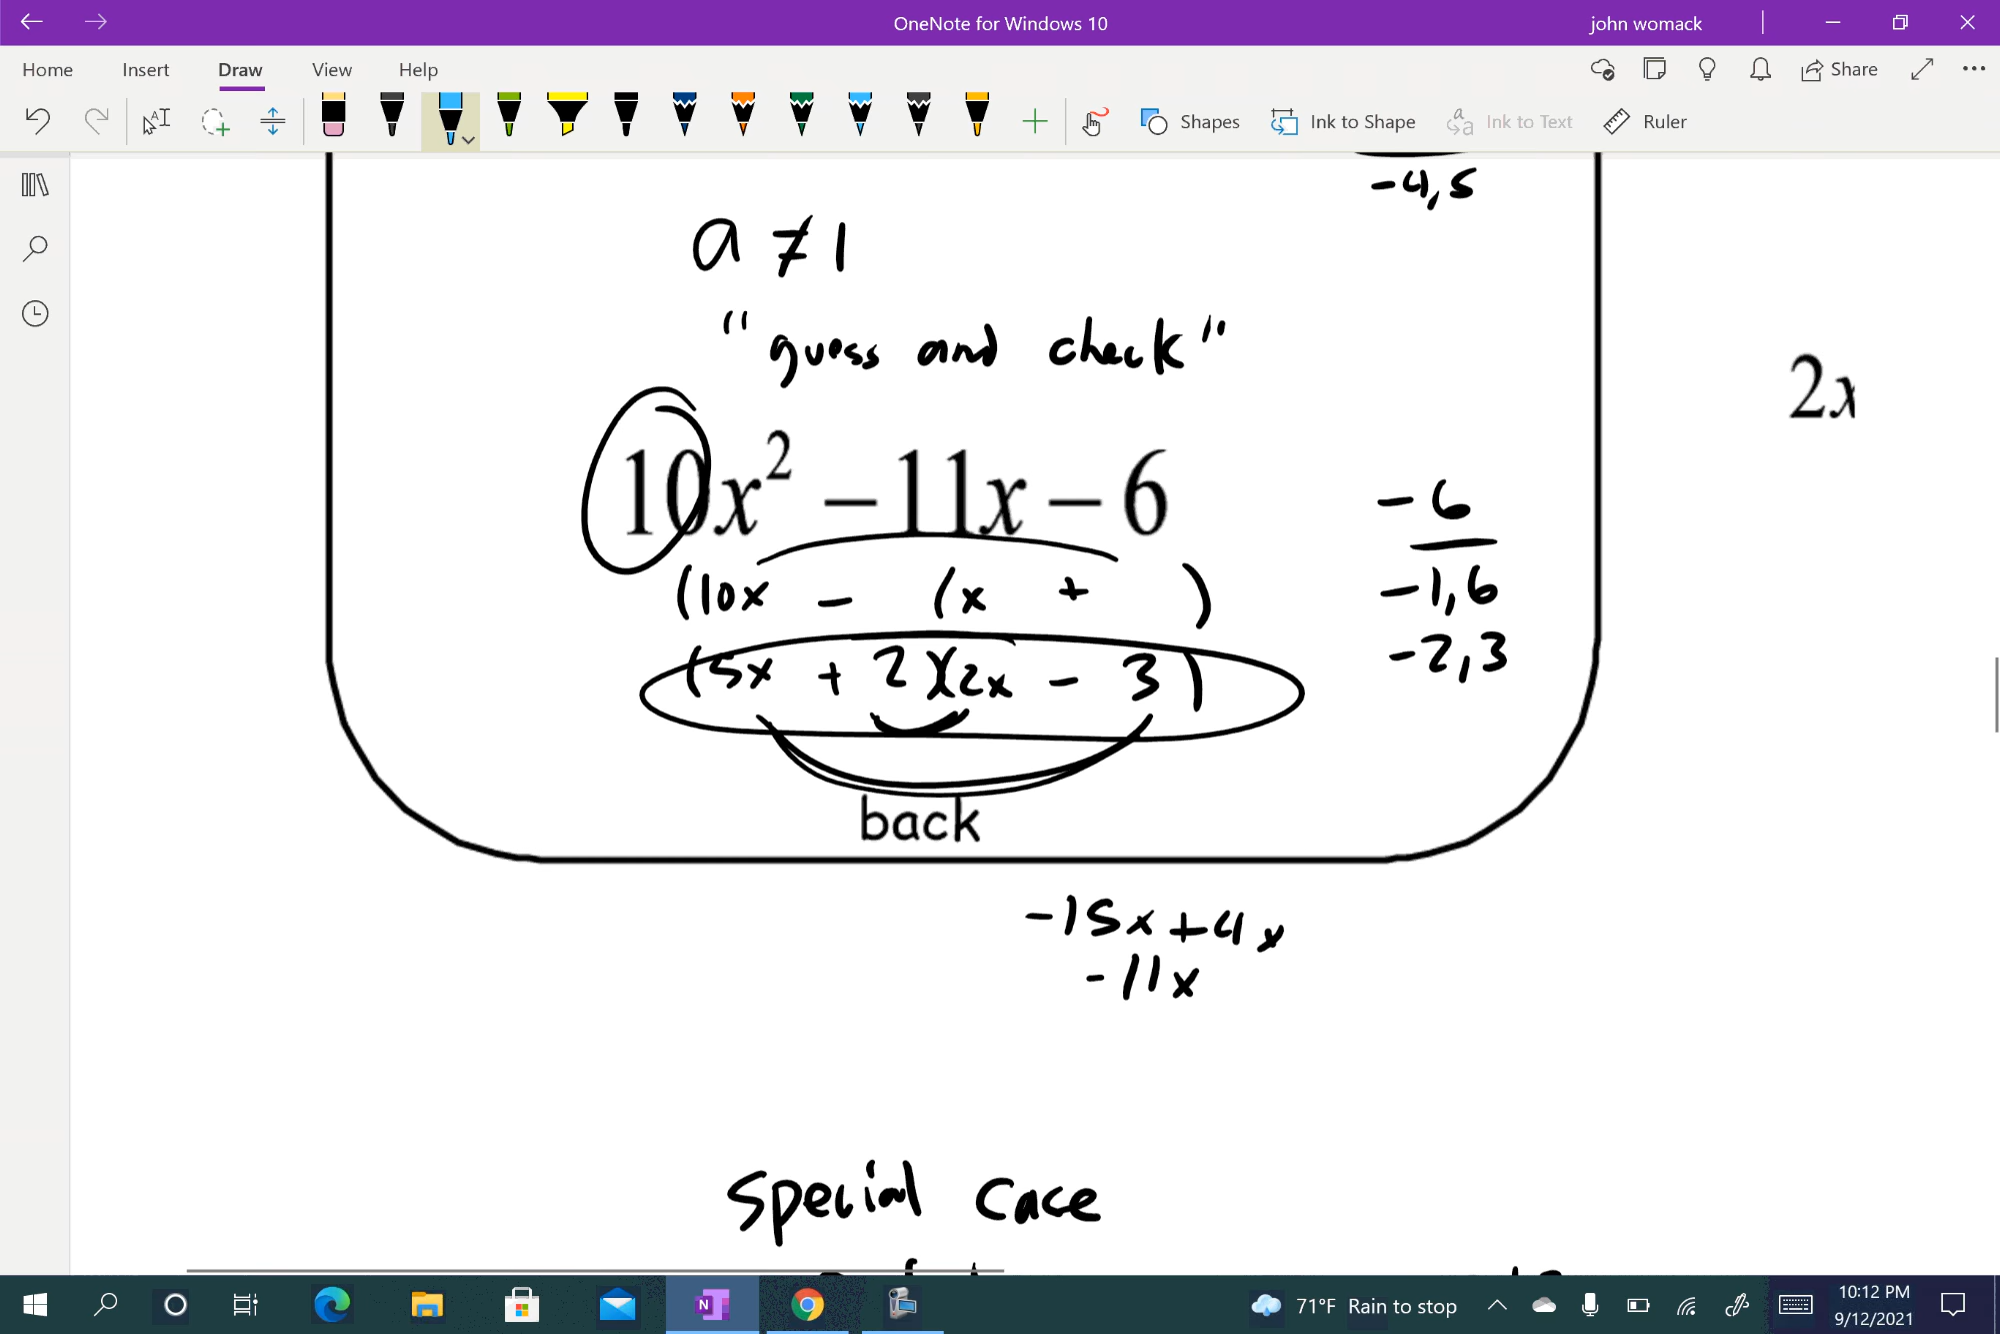 OneNote for Windows 10
john womack
Home Insert Draw View Help
Share
Shapes Ink to Shape Ink to Text Ruler
-4,5
a ≠ 1
"guess and check"
2x
10x² – 11x – 6
-6
(10x - (x + )
-1,6
(5x + 2)(2x - 3)
-2,3
back
-15x+4x
-11x
special case
71°F Rain to stop
10:12 PM
9/12/2021